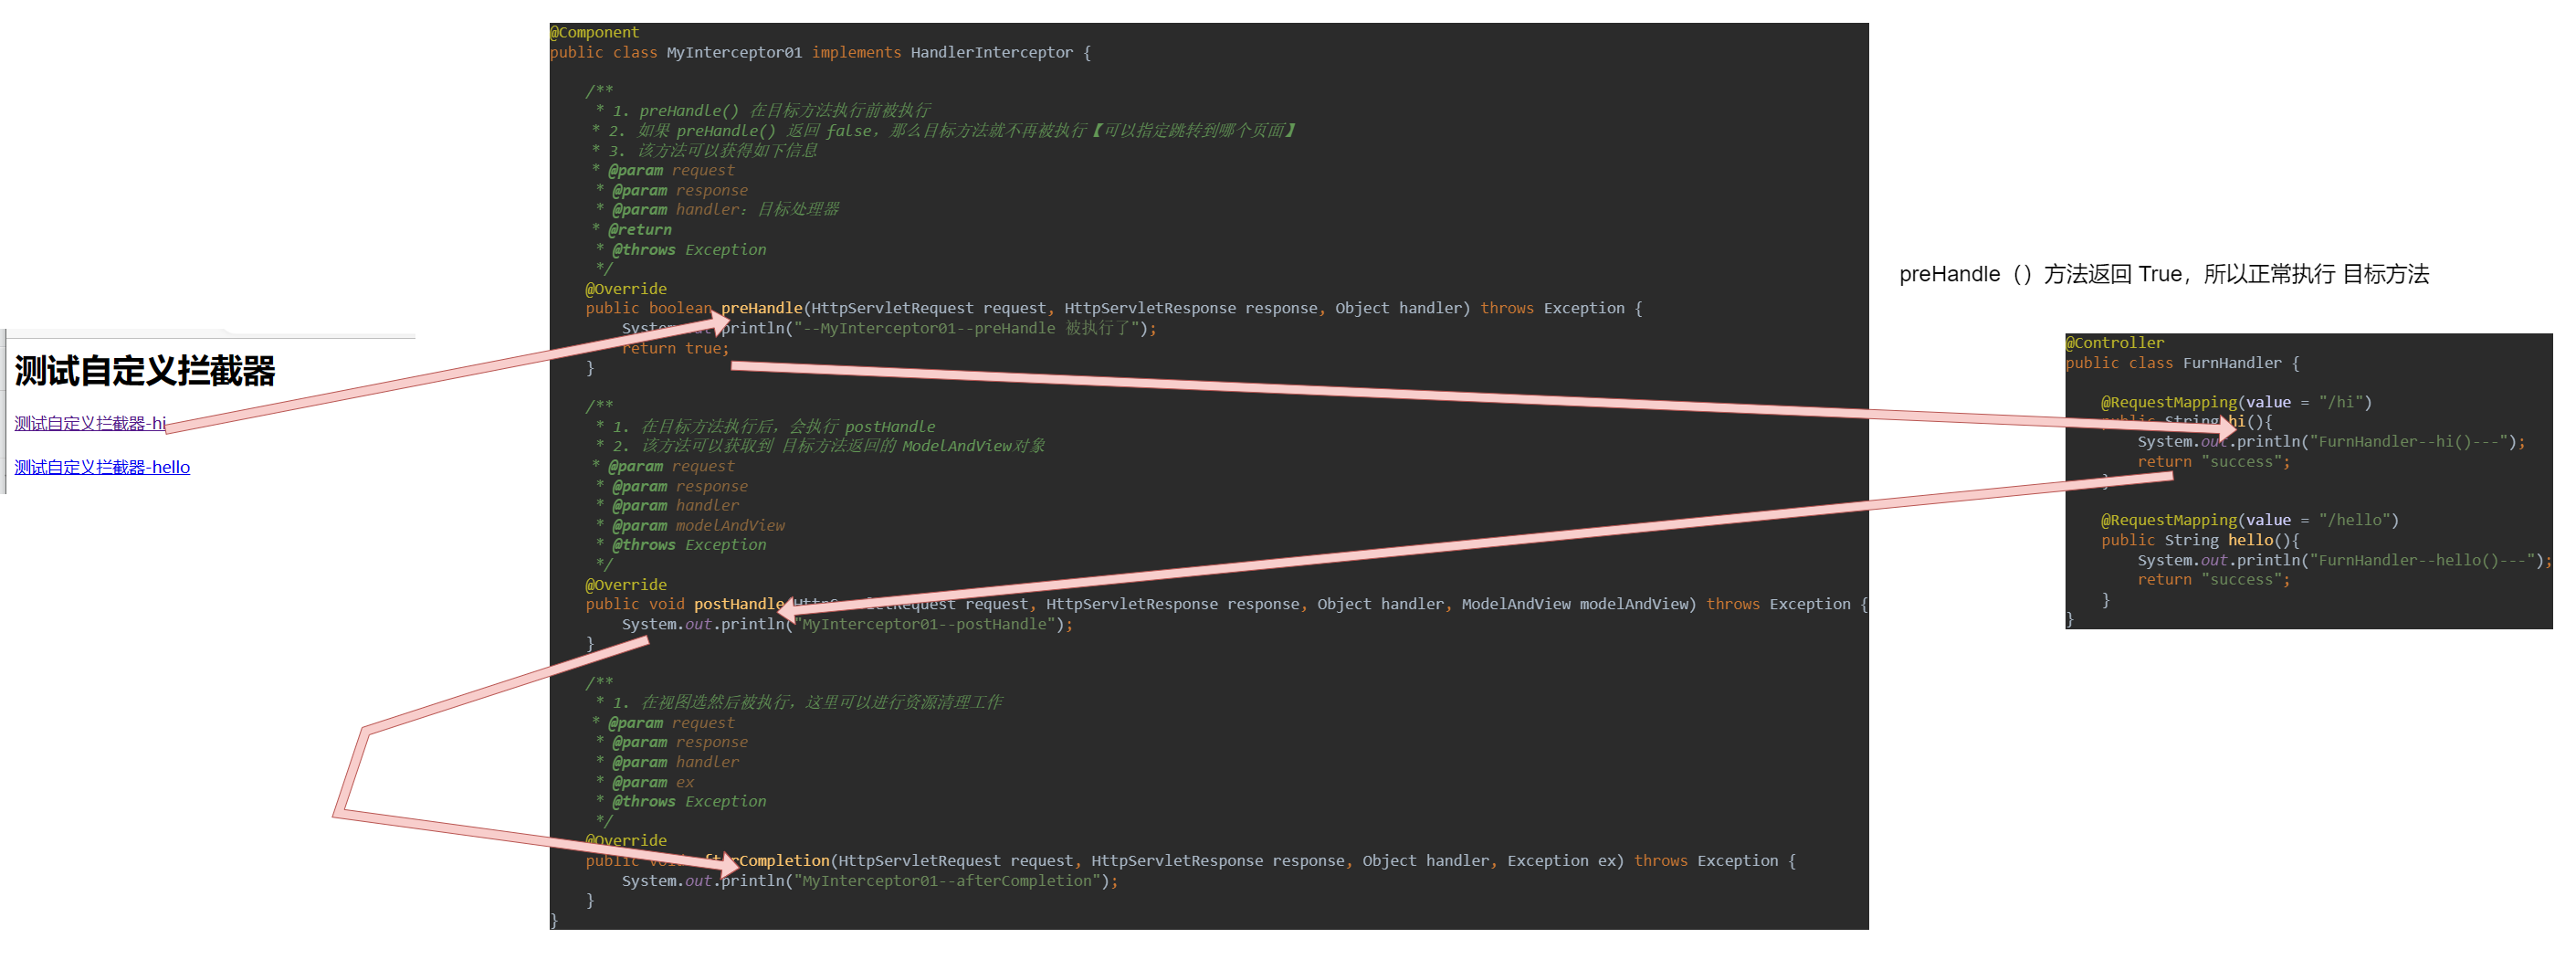 测试自定义拦截器
测试自定义拦截器-hi
测试自定义拦截器-hello
@Component
public class MyInterceptor01 implements HandlerInterceptor {
/**
* 1. preHandle() 在目标方法执行前被执行
* 2. 如果 preHandle() 返回 false，那么目标方法就不再被执行【可以指定跳转到哪个页面】
* 3. 该方法可以获得如下信息
* @param request
* @param response
* @param handler：目标处理器
* @return
* @throws Exception
*/
@Override
public boolean preHandle(HttpServletRequest request, HttpServletResponse response, Object handler) throws Exception {
System.out.println("--MyInterceptor01--preHandle 被执行了");
return true;
}
/**
* 1. 在目标方法执行后，会执行 postHandle
* 2. 该方法可以获取到 目标方法返回的 ModelAndView对象
* @param request
* @param response
* @param handler
* @param modelAndView
* @throws Exception
*/
@Override
public void postHandle(HttpServletRequest request, HttpServletResponse response, Object handler, ModelAndView modelAndView) throws Exception {
System.out.println("MyInterceptor01--postHandle");
}
/**
* 1. 在视图选然后被执行，这里可以进行资源清理工作
* @param request
* @param response
* @param handler
* @param ex
* @throws Exception
*/
@Override
public void afterCompletion(HttpServletRequest request, HttpServletResponse response, Object handler, Exception ex) throws Exception {
System.out.println("MyInterceptor01--afterCompletion");
}
}
preHandle（）方法返回 True，所以正常执行 目标方法
@Controller
public class FurnHandler {
@RequestMapping(value = "/hi")
public String hi(){
System.out.println("FurnHandler--hi()---");
return "success";
}
@RequestMapping(value = "/hello")
public String hello(){
System.out.println("FurnHandler--hello()---");
return "success";
}
}